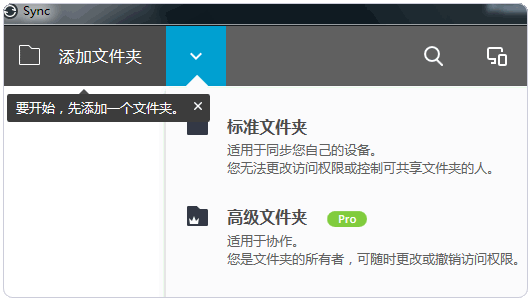 Sync
添加文件夹
要开始，先添加一个文件夹。
标准文件夹
适用于同步您自己的设备。
您无法更改访问权限或控制可共享文件夹的人。
高级文件夹 Pro
适用于协作。
您是文件夹的所有者，可随时更改或撤销访问权限。